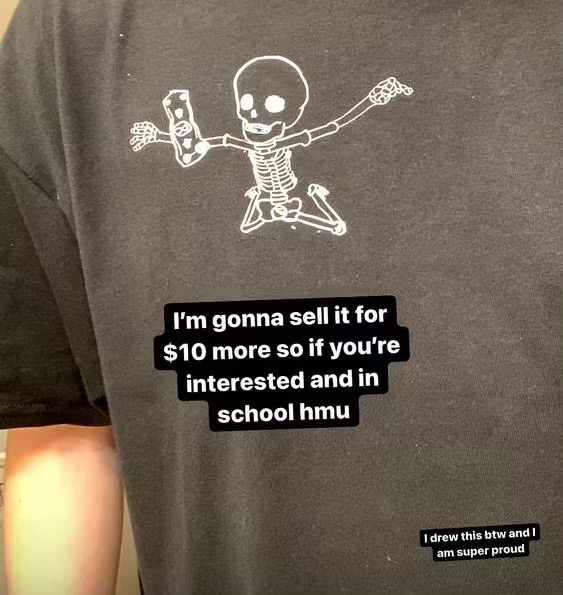 I'm gonna sell it for
$10 more so if you're
interested and in
school hmu
I drew this btw and I
am super proud